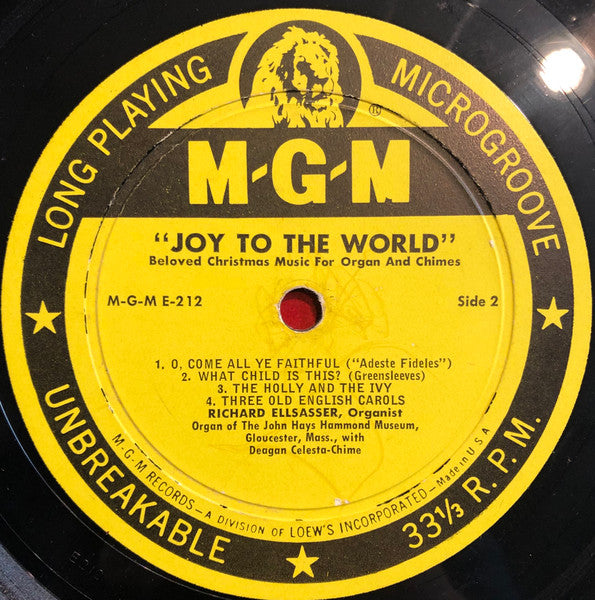 LONG PLAYING
MICROGROOVE
®
M-G-M
"JOY TO THE WORLD"
Beloved Christmas Music For Organ And Chimes
M-G-M E-212
Side 2
1. O, COME ALL YE FAITHFUL ("Adeste Fideles")
2. WHAT CHILD IS THIS? (Greensleeves)
3. THE HOLLY AND THE IVY
4. THREE OLD ENGLISH CAROLS
RICHARD ELLSASSER, Organist
Organ of The John Hays Hammond Museum,
Gloucester, Mass., with
Deagan Celesta-Chime
M-G-M RECORDS—A DIVISION OF LOEW'S INCORPORATED—Made in U S A
UNBREAKABLE
33⅓ R.P.M.